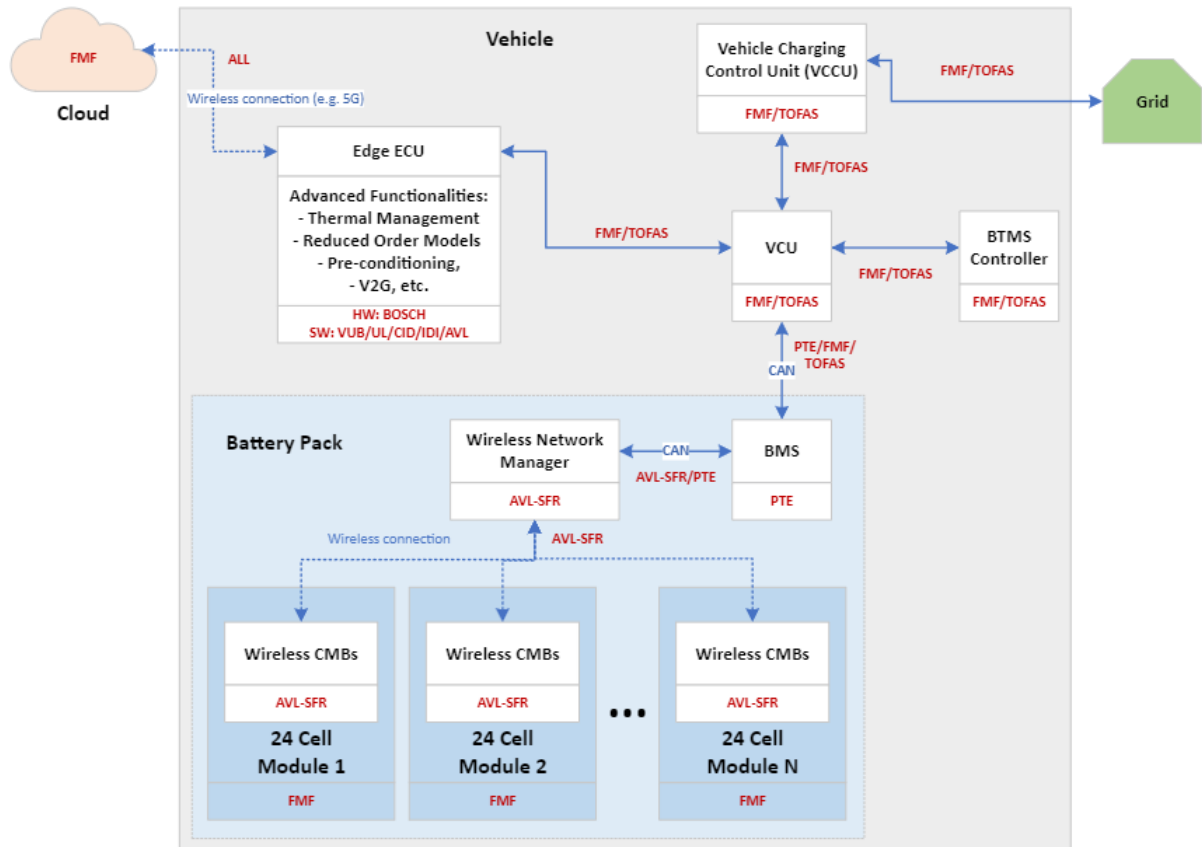 FMF
Cloud
ALL
Wireless connection (e.g. 5G)
Vehicle
Vehicle Charging
Control Unit (VCCU)
FMF/TOFAS
FMF/TOFAS
Grid
Edge ECU
Advanced Functionalities:
- Thermal Management
- Reduced Order Models
- Pre-conditioning,
- V2G, etc.
HW: BOSCH
SW: VUB/UL/CID/IDI/AVL
FMF/TOFAS
FMF/TOFAS
VCU
FMF/TOFAS
FMF/TOFAS
BTMS
Controller
FMF/TOFAS
PTE/FMF/
TOFAS
CAN
Battery Pack
Wireless Network
Manager
AVL-SFR
CAN
AVL-SFR/PTE
BMS
PTE
Wireless connection
AVL-SFR
Wireless CMBs
AVL-SFR
24 Cell
Module 1
FMF
Wireless CMBs
AVL-SFR
24 Cell
Module 2
FMF
...
Wireless CMBs
AVL-SFR
24 Cell
Module N
FMF